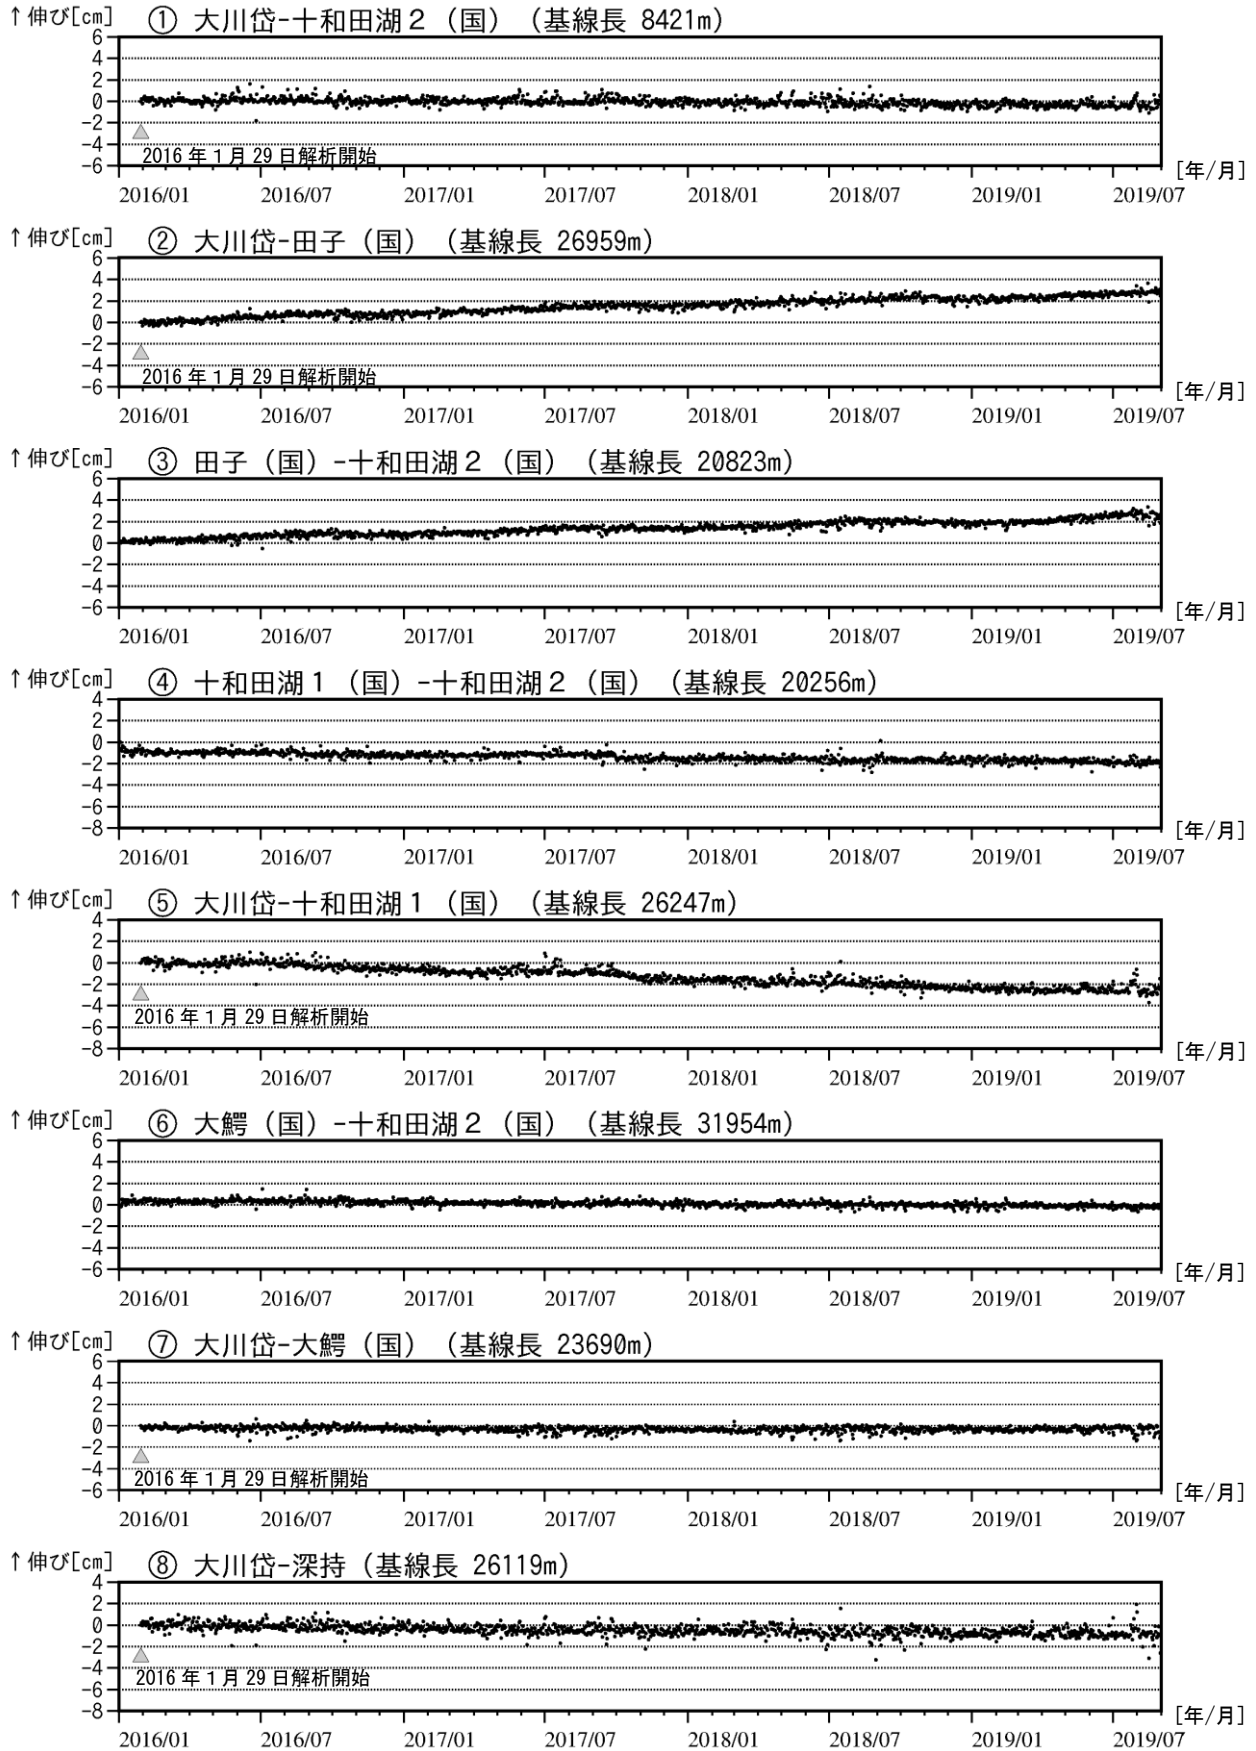 ↑伸び[cm] ① 大川岱-十和田湖2（国）（基線長 8421m）
6
4
2
0
-2
-4
-6
2016年1月29日解析開始
[年/月]
2016/01 2016/07 2017/01 2017/07 2018/01 2018/07 2019/01 2019/07
↑伸び[cm] ② 大川岱-田子（国）（基線長 26959m）
6
4
2
0
-2
-4
-6
2016年1月29日解析開始
[年/月]
2016/01 2016/07 2017/01 2017/07 2018/01 2018/07 2019/01 2019/07
↑伸び[cm] ③ 田子（国）-十和田湖2（国）（基線長 20823m）
6
4
2
0
-2
-4
-6
[年/月]
2016/01 2016/07 2017/01 2017/07 2018/01 2018/07 2019/01 2019/07
↑伸び[cm] ④ 十和田湖1（国）-十和田湖2（国）（基線長 20256m）
4
2
0
-2
-4
-6
-8
[年/月]
2016/01 2016/07 2017/01 2017/07 2018/01 2018/07 2019/01 2019/07
↑伸び[cm] ⑤ 大川岱-十和田湖1（国）（基線長 26247m）
4
2
0
-2
-4
-6
-8
2016年1月29日解析開始
[年/月]
2016/01 2016/07 2017/01 2017/07 2018/01 2018/07 2019/01 2019/07
↑伸び[cm] ⑥ 大鰐（国）-十和田湖2（国）（基線長 31954m）
6
4
2
0
-2
-4
-6
[年/月]
2016/01 2016/07 2017/01 2017/07 2018/01 2018/07 2019/01 2019/07
↑伸び[cm] ⑦ 大川岱-大鰐（国）（基線長 23690m）
6
4
2
0
-2
-4
-6
2016年1月29日解析開始
[年/月]
2016/01 2016/07 2017/01 2017/07 2018/01 2018/07 2019/01 2019/07
↑伸び[cm] ⑧ 大川岱-深持（基線長 26119m）
4
2
0
-2
-4
-6
-8
2016年1月29日解析開始
[年/月]
2016/01 2016/07 2017/01 2017/07 2018/01 2018/07 2019/01 2019/07